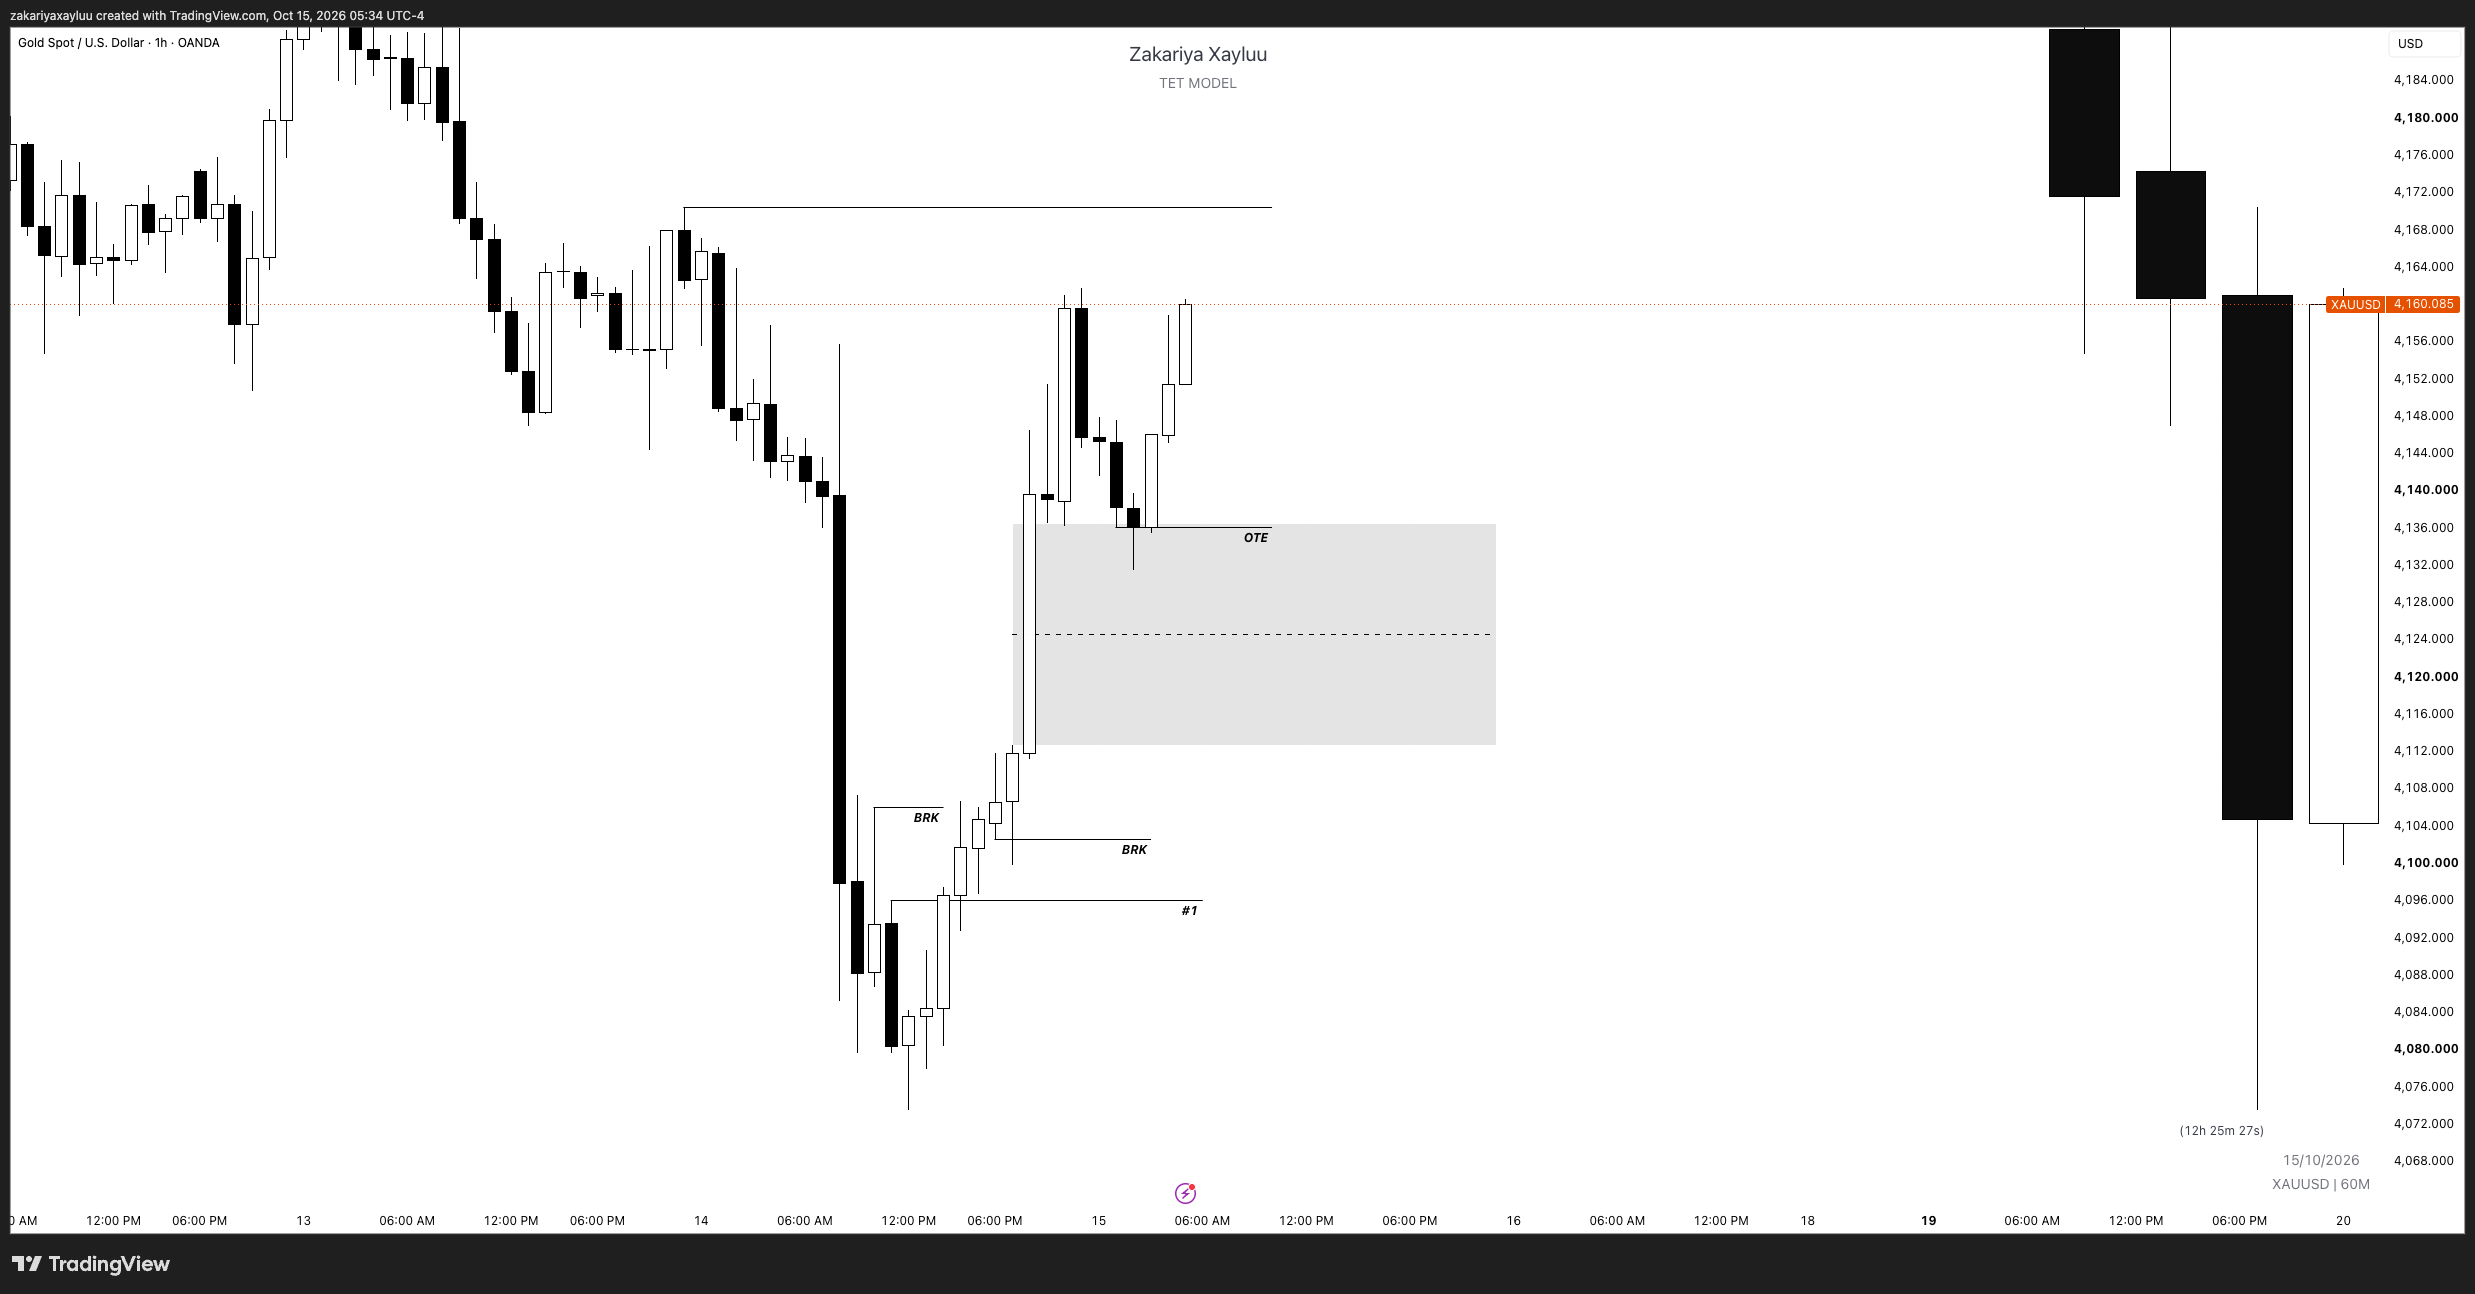 zakariyaxayluu created with TradingView.com, Oct 15, 2026 05:34 UTC-4
Gold Spot / U.S. Dollar · 1h · OANDA
Zakariya Xayluu
TET MODEL
USD
4,184.000
4,180.000
4,176.000
4,172.000
4,168.000
4,164.000
XAUUSD 4,160.085
4,156.000
4,152.000
4,148.000
4,144.000
4,140.000
4,136.000
OTE
4,132.000
4,128.000
4,124.000
4,120.000
4,116.000
4,112.000
4,108.000
BRK
4,104.000
BRK
4,100.000
4,096.000
#1
4,092.000
4,088.000
4,084.000
4,080.000
4,076.000
4,072.000
(12h 25m 27s)
15/10/2026
4,068.000
XAUUSD | 60M
0 AM 12:00 PM 06:00 PM 13 06:00 AM 12:00 PM 06:00 PM 14 06:00 AM 12:00 PM 06:00 PM 15 06:00 AM 12:00 PM 06:00 PM 16 06:00 AM 12:00 PM 18 19 06:00 AM 12:00 PM 06:00 PM 20
TradingView